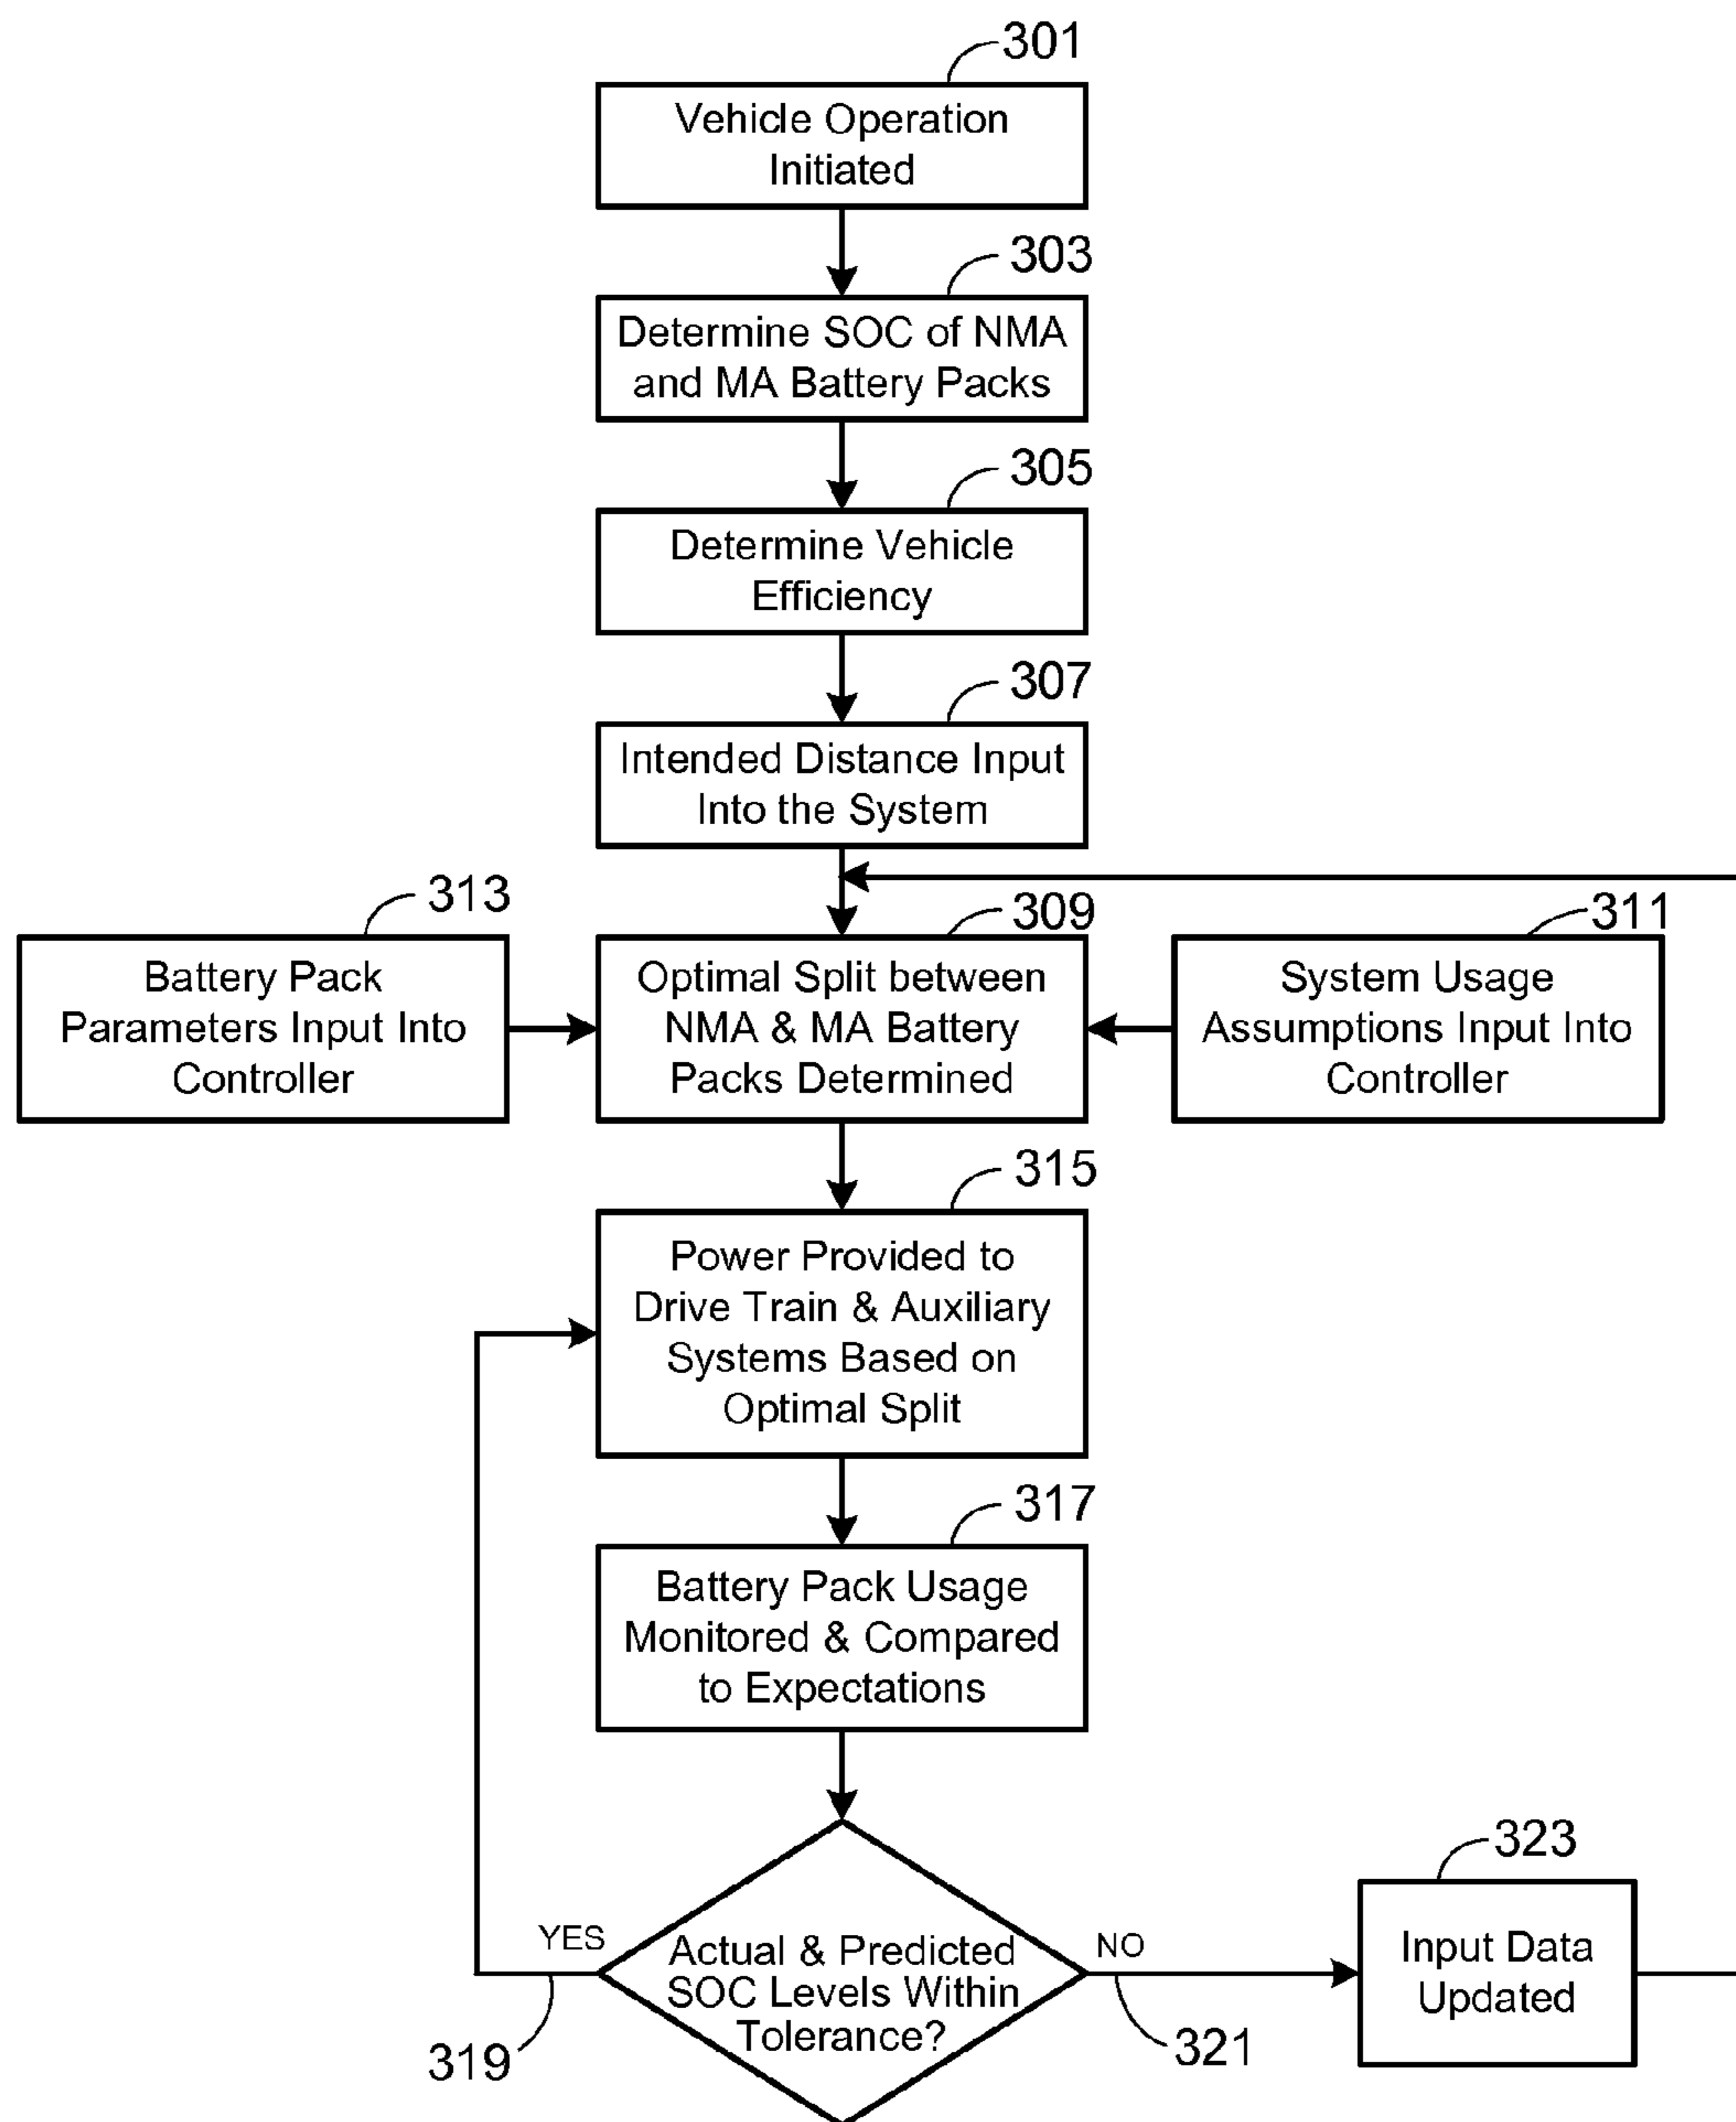 301
Vehicle Operation
Initiated
303
Determine SOC of NMA
and MA Battery Packs
305
Determine Vehicle
Efficiency
307
Intended Distance Input
Into the System
313
Battery Pack
Parameters Input Into
Controller
309
Optimal Split between
NMA & MA Battery
Packs Determined
311
System Usage
Assumptions Input Into
Controller
315
Power Provided to
Drive Train & Auxiliary
Systems Based on
Optimal Split
317
Battery Pack Usage
Monitored & Compared
to Expectations
YES
319
Actual & Predicted
SOC Levels Within
Tolerance?
NO
321
323
Input Data
Updated